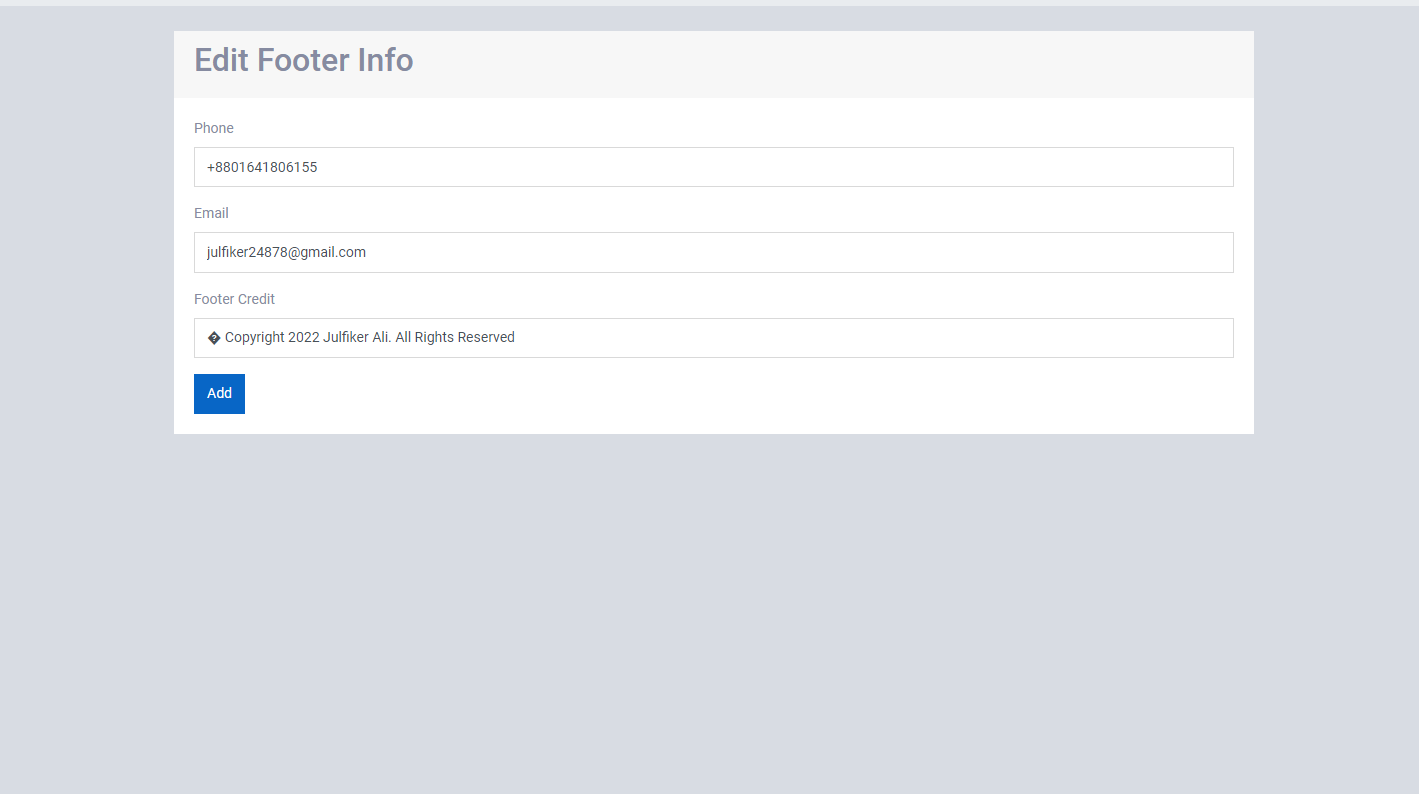 Edit Footer Info
Phone
+8801641806155
Email
julfiker24878@gmail.com
Footer Credit
� Copyright 2022 Julfiker Ali. All Rights Reserved
Add